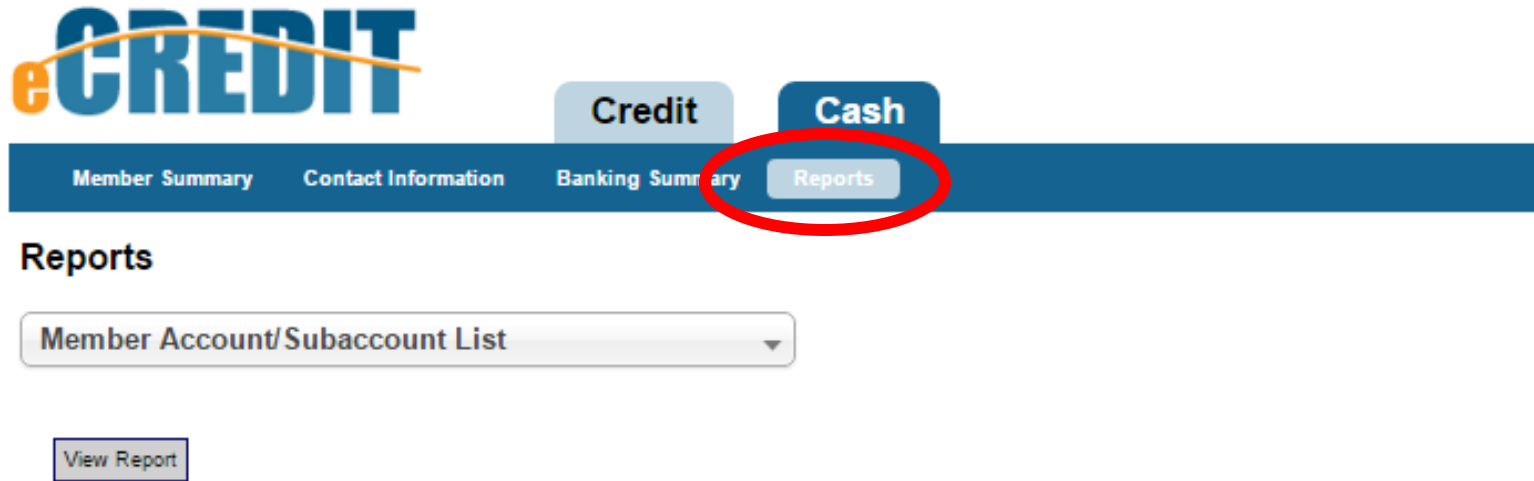 eCREDIT
Credit Cash
Member Summary Contact Information Banking Summary Reports
Reports
Member Account/Subaccount List
View Report